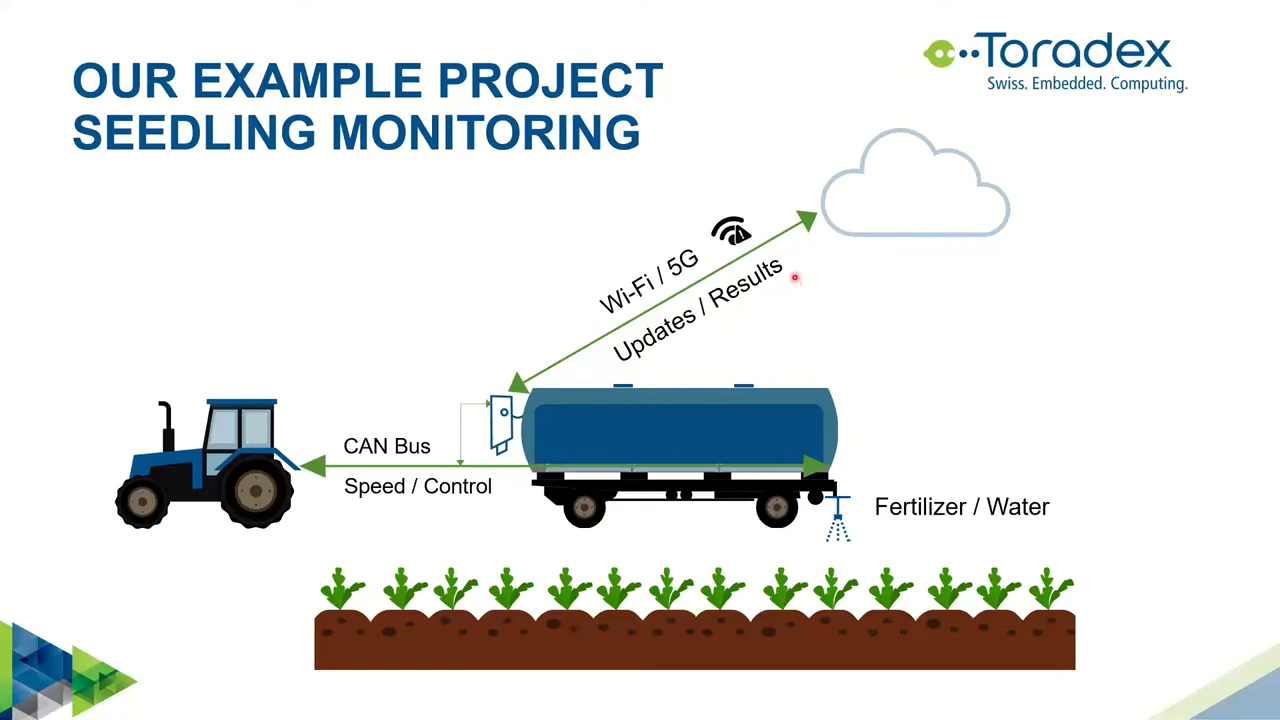 OUR EXAMPLE PROJECT
SEEDLING MONITORING
Toradex
Swiss. Embedded. Computing.
Wi-Fi / 5G
Updates / Results
CAN Bus
Speed / Control
Fertilizer / Water